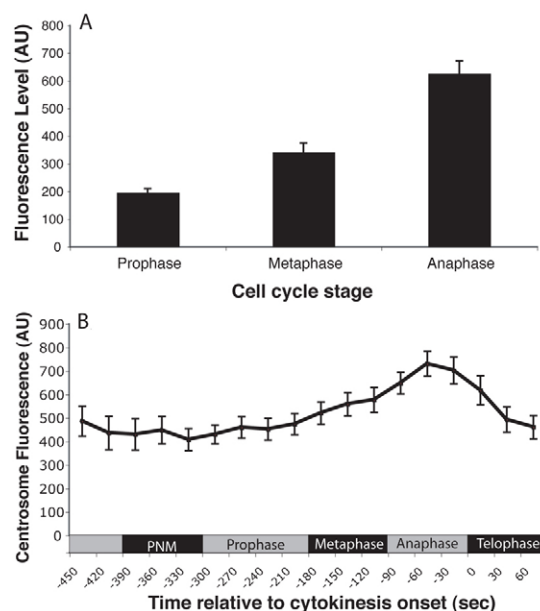 A
Fluorescence Level (AU)
800
700
600
500
400
300
200
100
0
Prophase Metaphase Anaphase
Cell cycle stage
B
Centrosome Fluorescence (AU)
900
800
700
600
500
400
300
200
100
0
PNM Prophase Metaphase Anaphase Telophase
-450 -420 -390 -360 -330 -300 -270 -240 -210 -180 -150 -120 -90 -60 -30 0 30 60
Time relative to cytokinesis onset (sec)